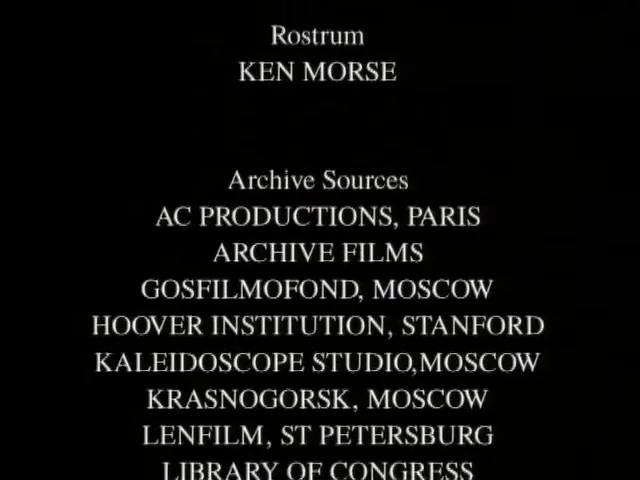 Rostrum
KEN MORSE
Archive Sources
AC PRODUCTIONS, PARIS
ARCHIVE FILMS
GOSFILMOFOND, MOSCOW
HOOVER INSTITUTION, STANFORD
KALEIDOSCOPE STUDIO,MOSCOW
KRASNOGORSK, MOSCOW
LENFILM, ST PETERSBURG
LIBRARY OF CONGRESS